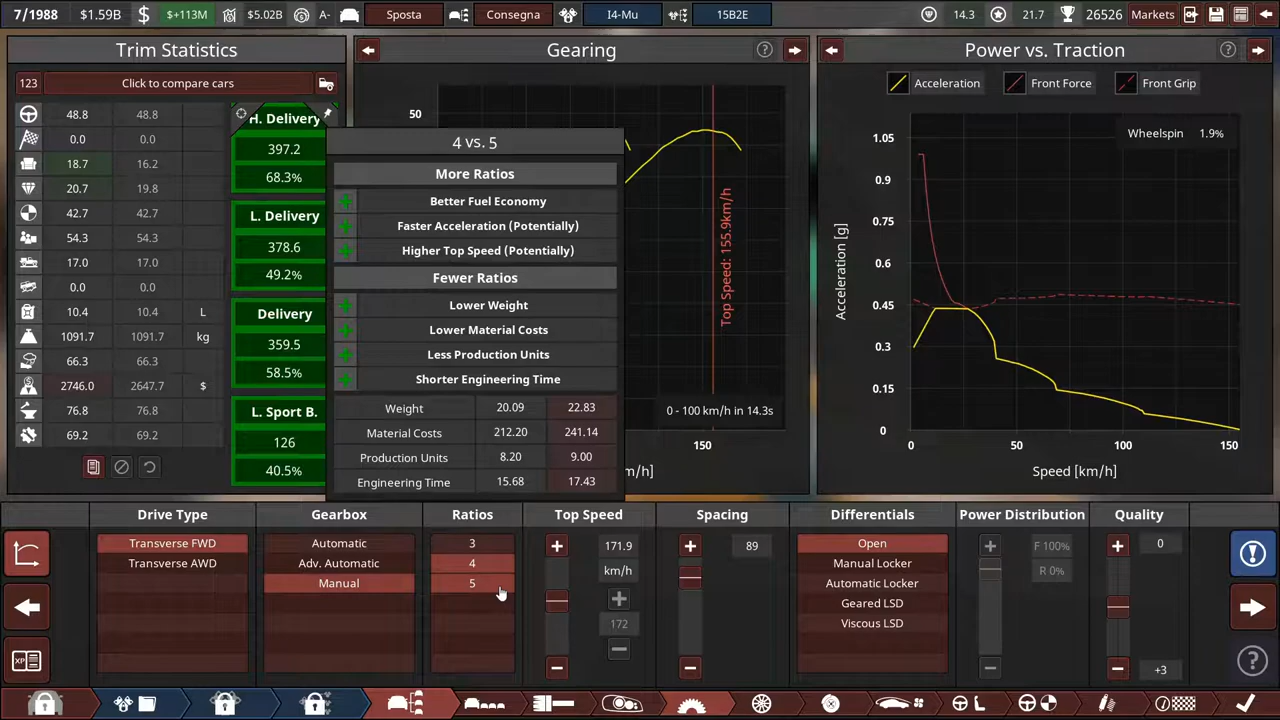 7/1988 $1.59B $+113M $5.02B A- Sposta Consegna I4-Mu 15B2E 14.3 21.7 26526 Markets
Trim Statistics
123 Click to compare cars
48.8 48.8
0.0 0.0
18.7 16.2
20.7 19.8
42.7 42.7
54.3 54.3
17.0 17.0
0.0 0.0
10.4 10.4 L
1091.7 1091.7 kg
66.3 66.3
2746.0 2647.7 $
76.8 76.8
69.2 69.2
H. Delivery
397.2
68.3%
L. Delivery
378.6
49.2%
Delivery
359.5
58.5%
L. Sport B.
126
40.5%
Gearing
50
4 vs. 5
More Ratios
Better Fuel Economy
Faster Acceleration (Potentially)
Higher Top Speed (Potentially)
Fewer Ratios
Lower Weight
Lower Material Costs
Less Production Units
Shorter Engineering Time
Weight 20.09 22.83
Material Costs 212.20 241.14
Production Units 8.20 9.00
Engineering Time 15.68 17.43
Top Speed: 155.9km/h
0 - 100 km/h in 14.3s
150
m/h]
Power vs. Traction
Acceleration Front Force Front Grip
Wheelspin 1.9%
Acceleration [g]
1.05
0.9
0.75
0.6
0.45
0.3
0.15
0
0 50 100 150
Speed [km/h]
Drive Type
Transverse FWD
Transverse AWD
Gearbox
Automatic
Adv. Automatic
Manual
Ratios
3
4
5
Top Speed
171.9
km/h
172
Spacing
89
Differentials
Open
Manual Locker
Automatic Locker
Geared LSD
Viscous LSD
Power Distribution
F 100%
R 0%
Quality
0
+3
XP